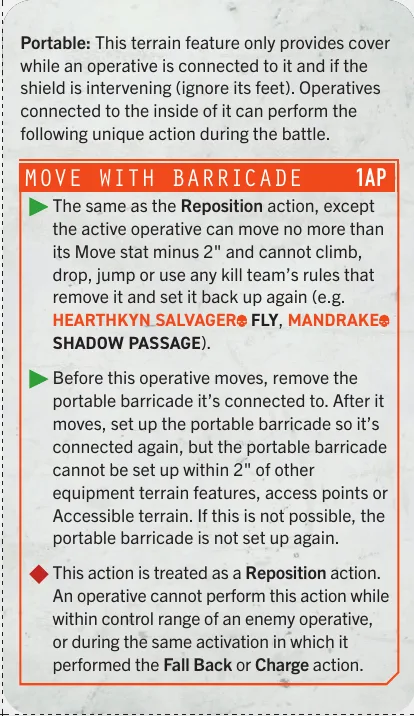 Portable: This terrain feature only provides cover
while an operative is connected to it and if the
shield is intervening (ignore its feet). Operatives
connected to the inside of it can perform the
following unique action during the battle.
MOVE WITH BARRICADE 1AP
The same as the Reposition action, except
the active operative can move no more than
its Move stat minus 2" and cannot climb,
drop, jump or use any kill team's rules that
remove it and set it back up again (e.g.
HEARTHKYN SALVAGER FLY, MANDRAKE
SHADOW PASSAGE).
Before this operative moves, remove the
portable barricade it's connected to. After it
moves, set up the portable barricade so it's
connected again, but the portable barricade
cannot be set up within 2" of other
equipment terrain features, access points or
Accessible terrain. If this is not possible, the
portable barricade is not set up again.
This action is treated as a Reposition action.
An operative cannot perform this action while
within control range of an enemy operative,
or during the same activation in which it
performed the Fall Back or Charge action.